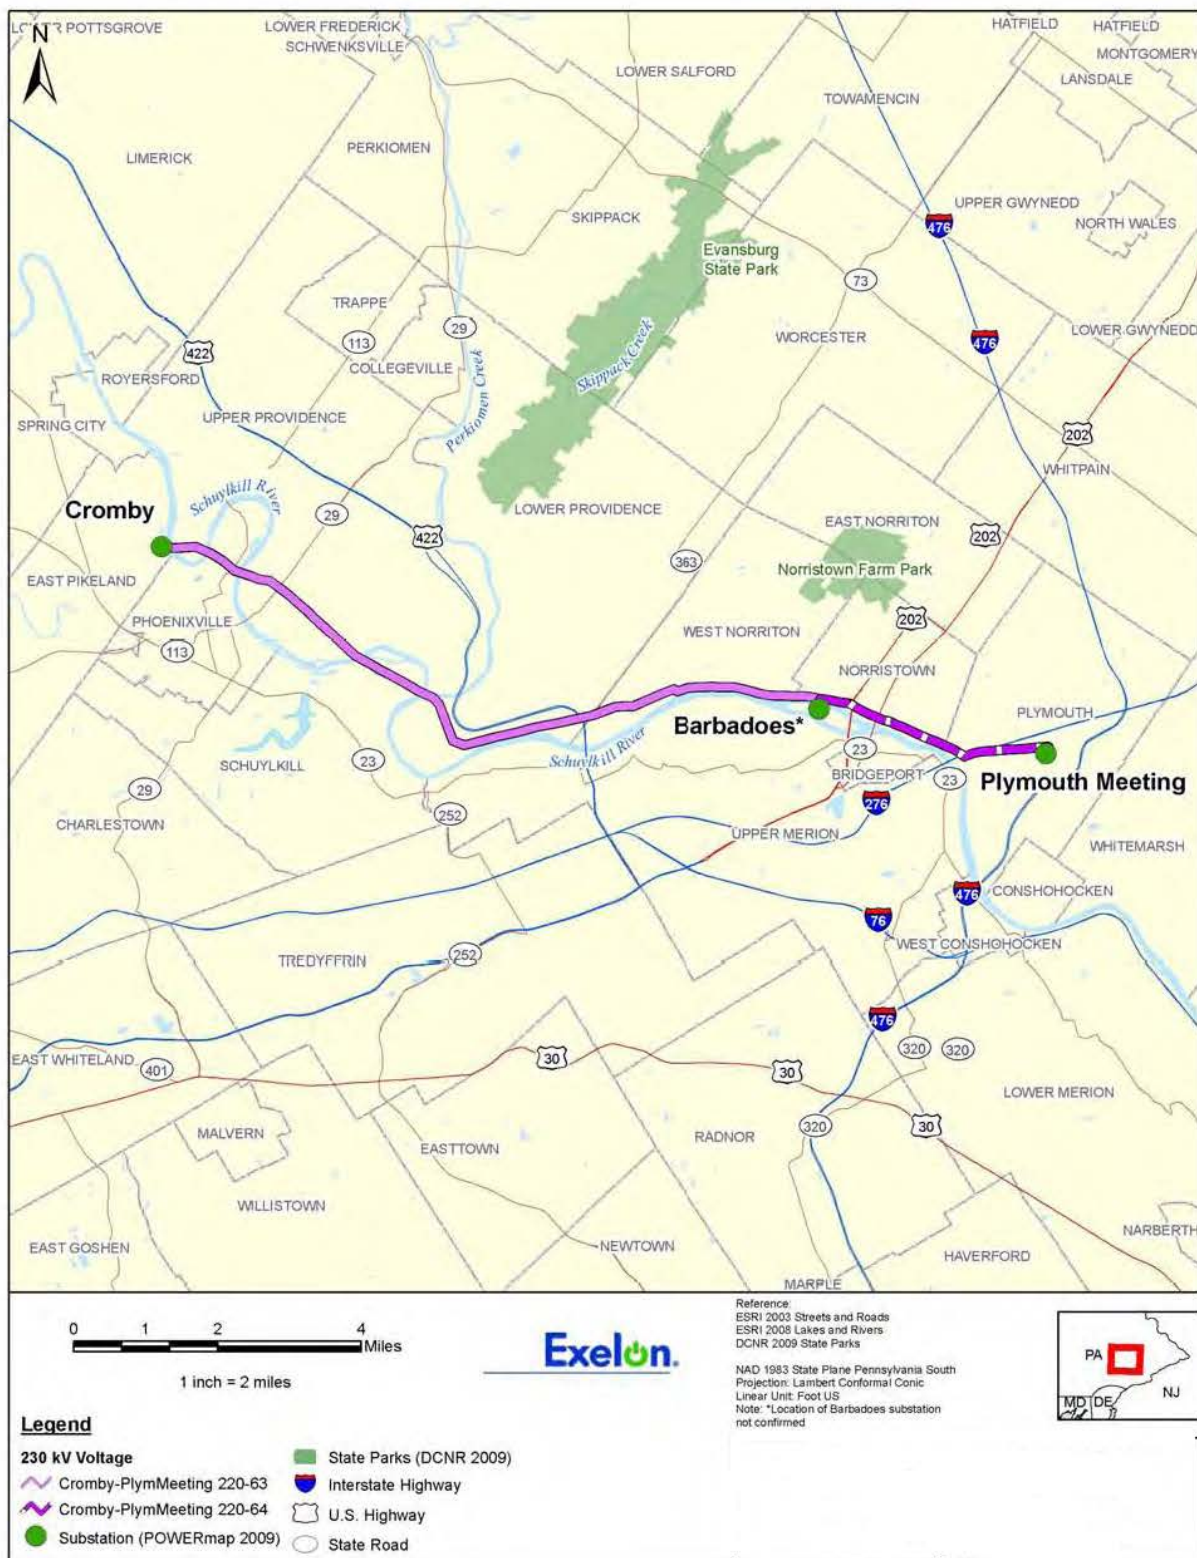 LOWER POTTSGROVE
LOWER FREDERICK
SCHWENKSVILLE
HATFIELD
HATFIELD
MONTGOMERY
LANSDALE
N
LOWER SALFORD
TOWAMENCIN
LIMERICK
PERKIOMEN
SKIPPACK
UPPER GWYNEDD
NORTH WALES
476
Evansburg
State Park
73
TRAPPE
29
113
422
COLLEGEVILLE
WORCESTER
476
LOWER GWYNEDD
ROYERSFORD
Skippack Creek
UPPER PROVIDENCE
Perkiomen Creek
SPRING CITY
202
WHITPAIN
Cromby
Schuylkill River
29
422
LOWER PROVIDENCE
EAST NORRITON
202
EAST PIKELAND
363
Norristown Farm Park
PHOENIXVILLE
113
WEST NORRITON
202
NORRISTOWN
Barbadoes*
PLYMOUTH
SCHUYLKILL
23
Schuylkill River
23
BRIDGEPORT
23
Plymouth Meeting
29
CHARLESTOWN
252
276
UPPER MERION
WHITEMARSH
476
CONSHOHOCKEN
76
WEST CONSHOHOCKEN
TREDYFFRIN
252
476
EAST WHITELAND
401
30
30
320
320
LOWER MERION
MALVERN
EASTTOWN
RADNOR
320
30
WILLISTOWN
EAST GOSHEN
NEWTOWN
MARPLE
HAVERFORD
NARBERTH
0 1 2 4
Miles
1 inch = 2 miles
Exelon.
Reference:
ESRI 2003 Streets and Roads
ESRI 2008 Lakes and Rivers
DCNR 2009 State Parks
NAD 1983 State Plane Pennsylvania South
Projection: Lambert Conformal Conic
Linear Unit: Foot US
Note: *Location of Barbadoes substation
not confirmed
PA
NJ
MD
DE
Legend
230 kV Voltage
Cromby-PlymMeeting 220-63
Cromby-PlymMeeting 220-64
Substation (POWERmap 2009)
State Parks (DCNR 2009)
Interstate Highway
U.S. Highway
State Road